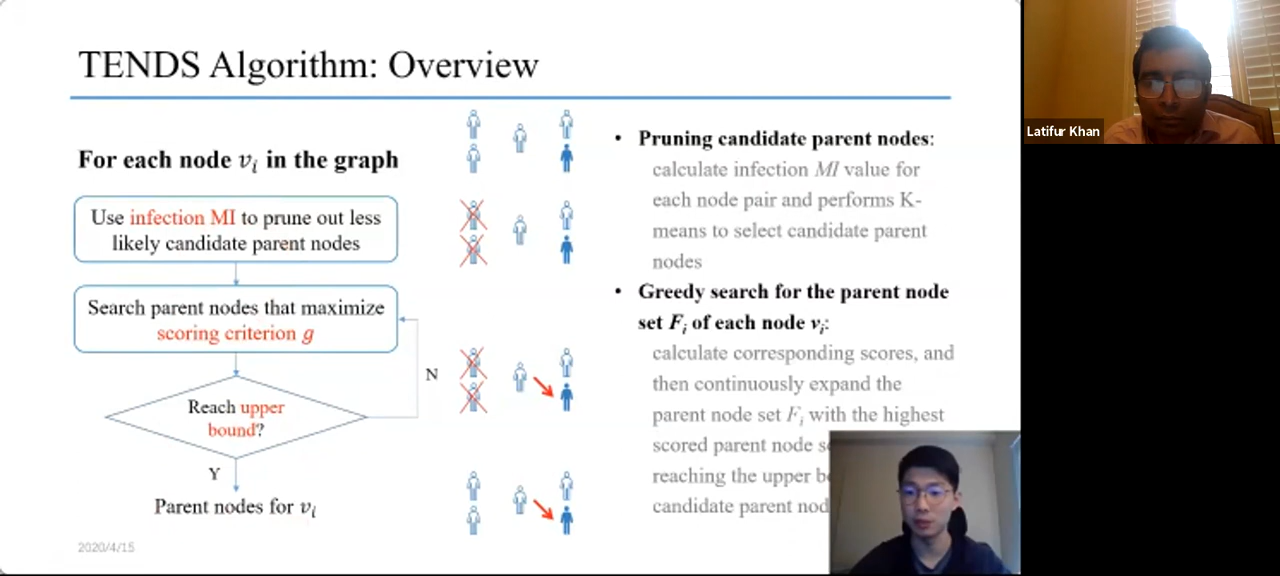 TENDS Algorithm: Overview
For each node vᵢ in the graph
Use infection MI to prune out less
likely candidate parent nodes
Search parent nodes that maximize
scoring criterion g
N
Reach upper
bound?
Y
Parent nodes for vᵢ
2020/4/15
• Pruning candidate parent nodes:
calculate infection MI value for
each node pair and performs K-
means to select candidate parent
nodes
• Greedy search for the parent node
set Fᵢ of each node vᵢ:
calculate corresponding scores, and
then continuously expand the
parent node set Fᵢ with the highest
scored parent node
reaching the upper
candidate parent
Latifur Khan